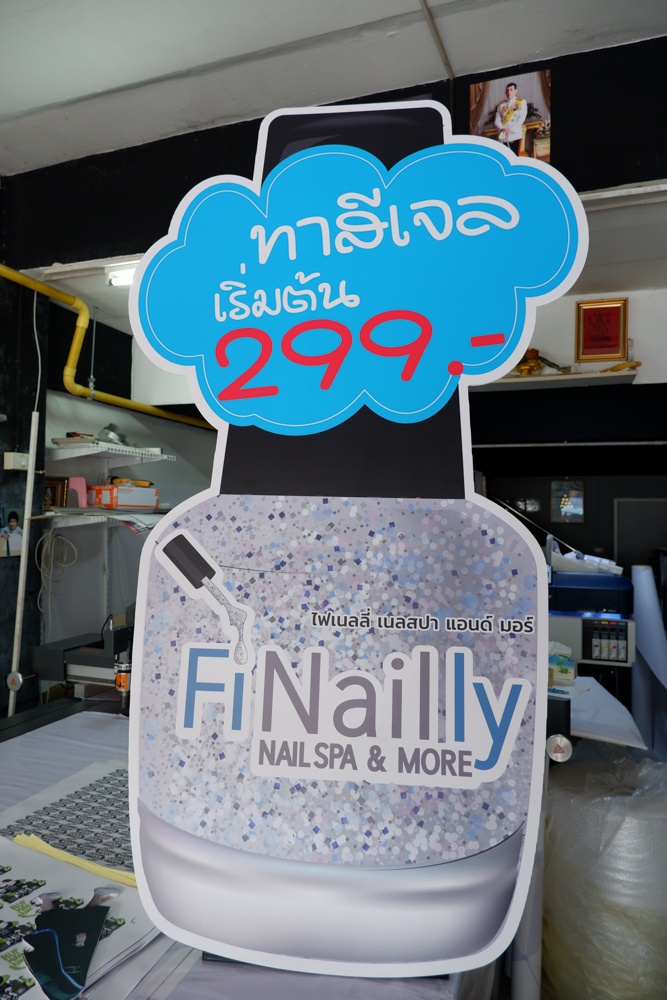 ทาสีเจล
เริ่มต้น
299.-
ไฟเนลลี่ เนลสปา แอนด์ มอร์
FiNailly
NAIL SPA & MORE